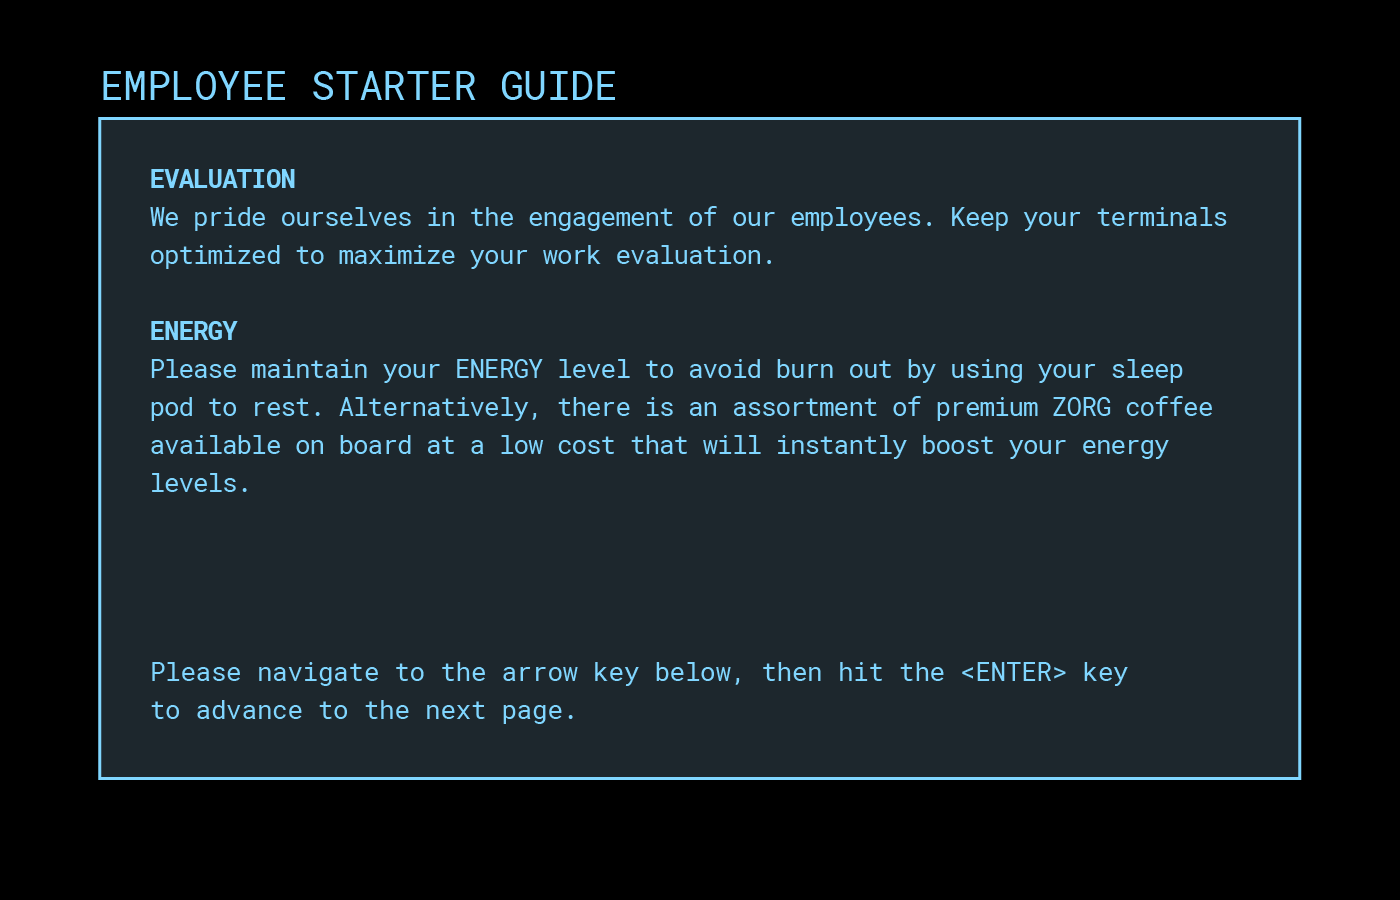 EMPLOYEE STARTER GUIDE
EVALUATION
We pride ourselves in the engagement of our employees. Keep your terminals
optimized to maximize your work evaluation.
ENERGY
Please maintain your ENERGY level to avoid burn out by using your sleep
pod to rest. Alternatively, there is an assortment of premium ZORG coffee
available on board at a low cost that will instantly boost your energy
levels.
Please navigate to the arrow key below, then hit the <ENTER> key
to advance to the next page.